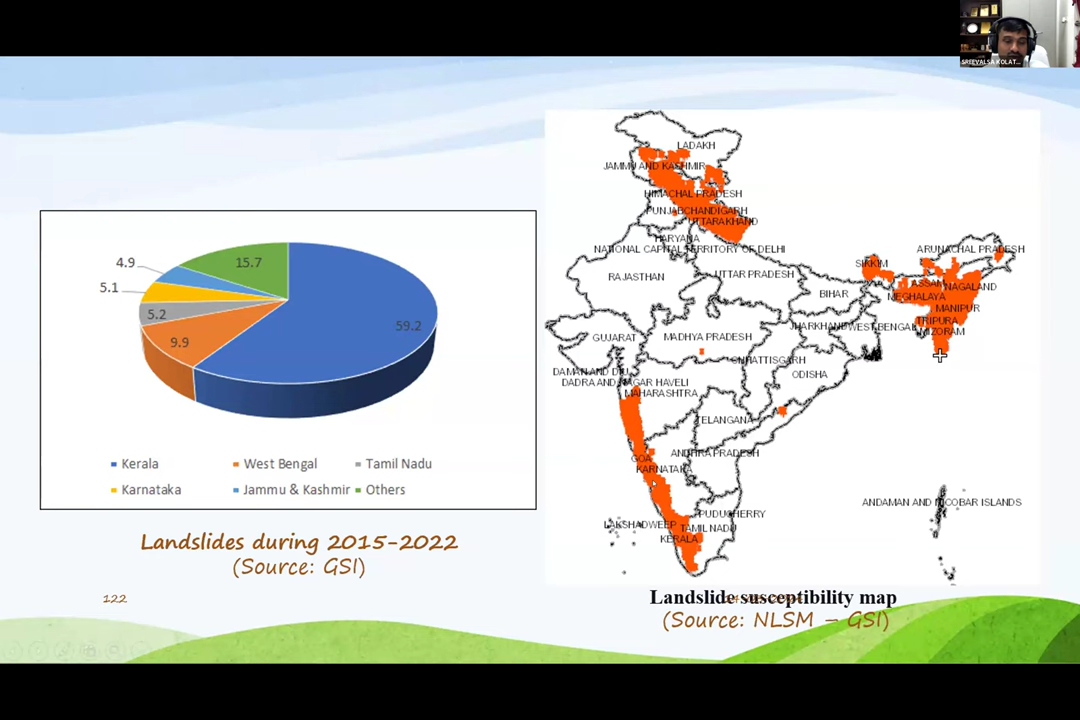 SREEVALSA KOLAT...
15.7
4.9
5.1
5.2
9.9
59.2
Kerala
West Bengal
Tamil Nadu
Karnataka
Jammu & Kashmir
Others
Landslides during 2015-2022
(Source: GSI)
122
LADAKH
JAMMU AND KASHMIR
HIMACHAL PRADESH
PUNJAB
CHANDIGARH
UTTARAKHAND
HARYANA
NATIONAL CAPITAL TERRITORY OF DELHI
ARUNACHAL PRADESH
SIKKIM
RAJASTHAN
UTTAR PRADESH
ASSAM
NAGALAND
BIHAR
MEGHALAYA
MANIPUR
TRIPURA
MIZORAM
JHARKHAND
WEST BENGAL
GUJARAT
MADHYA PRADESH
CHHATTISGARH
DAMAN AND DIU
ODISHA
DADRA AND NAGAR HAVELI
MAHARASHTRA
TELANGANA
ANDHRA PRADESH
GOA
KARNATAKA
ANDAMAN AND NICOBAR ISLANDS
PUDUCHERRY
LAKSHADWEEP
TAMIL NADU
KERALA
Landslide susceptibility map
(Source: NLSM – GSI)